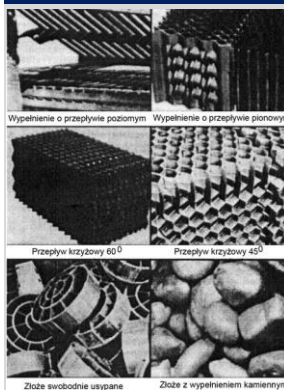 Wypełnienie o przepływie poziomym
Wypełnienie o przepływie pionowym
Przepływ krzyżowy 60⁰
Przepływ krzyżowy 45⁰
Złoże swobodnie usypane
Złoże z wypełnieniem kamiennym